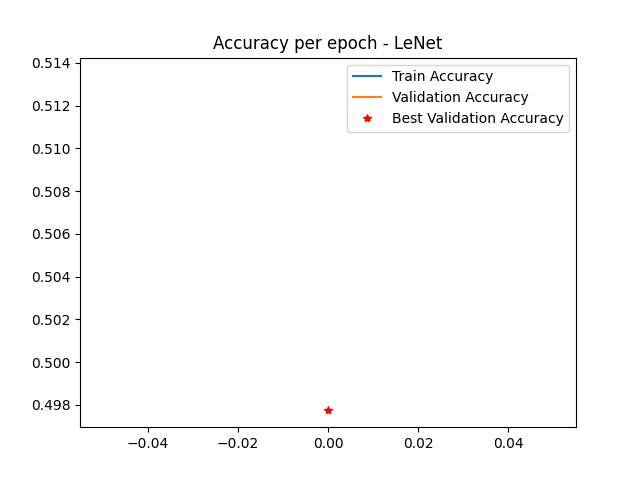 Accuracy per epoch - LeNet
Train Accuracy
Validation Accuracy
Best Validation Accuracy
0.514
0.512
0.510
0.508
0.506
0.504
0.502
0.500
0.498
−0.04 −0.02 0.00 0.02 0.04